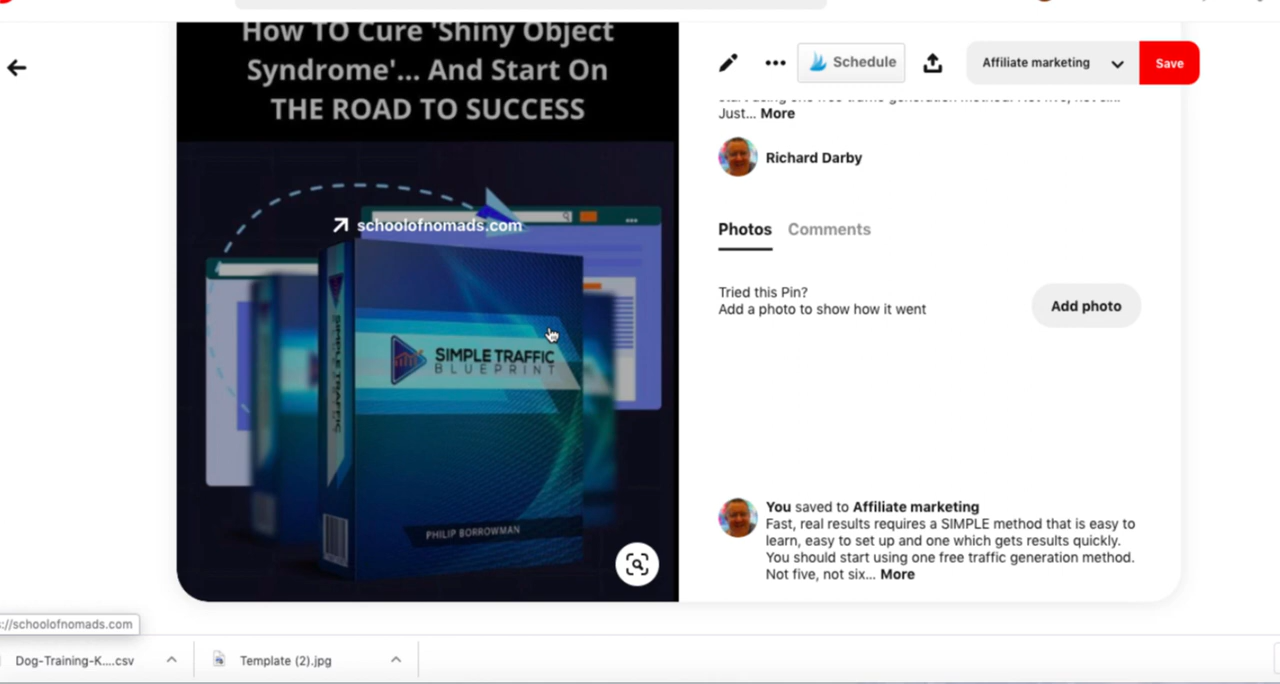 How TO Cure 'Shiny Object
Syndrome'... And Start On
THE ROAD TO SUCCESS
schoolofnomads.com
SIMPLE TRAFFIC
BLUEPRINT
SIMPLE TRAFFIC
PHILIP BORROWMAN
Schedule
Affiliate marketing
Save
Just... More
Richard Darby
Photos Comments
Tried this Pin?
Add a photo to show how it went
Add photo
You saved to Affiliate marketing
Fast, real results requires a SIMPLE method that is easy to
learn, easy to set up and one which gets results quickly.
You should start using one free traffic generation method.
Not five, not six... More
://schoolofnomads.com
Dog-Training-K....csv
Template (2).jpg